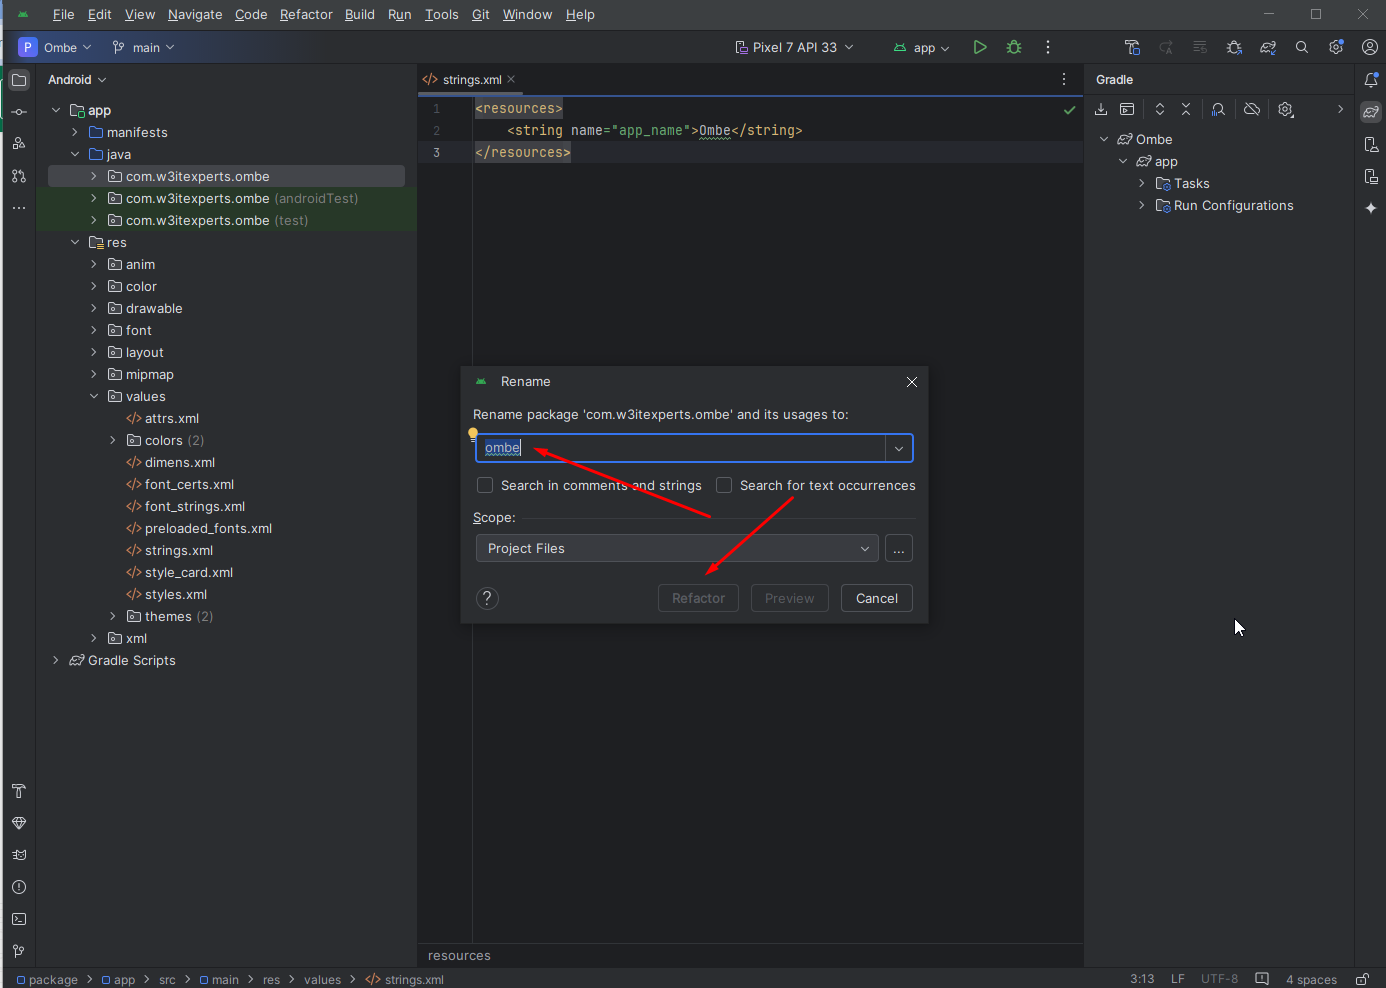 File Edit View Navigate Code Refactor Build Run Tools Git Window Help
P Ombe main Pixel 7 API 33 app
Android
strings.xml
Gradle
app
manifests
java
com.w3itexperts.ombe
com.w3itexperts.ombe (androidTest)
com.w3itexperts.ombe (test)
res
anim
color
drawable
font
layout
mipmap
values
attrs.xml
colors (2)
dimens.xml
font_certs.xml
font_strings.xml
preloaded_fonts.xml
strings.xml
style_card.xml
styles.xml
themes (2)
xml
Gradle Scripts
1 <resources>
2 <string name="app_name">Ombe</string>
3 </resources>
Ombe
app
Tasks
Run Configurations
Rename
Rename package 'com.w3itexperts.ombe' and its usages to:
ombe
Search in comments and strings Search for text occurrences
Scope:
Project Files ...
? Refactor Preview Cancel
resources
package app src main res values strings.xml
3:13 LF UTF-8 4 spaces